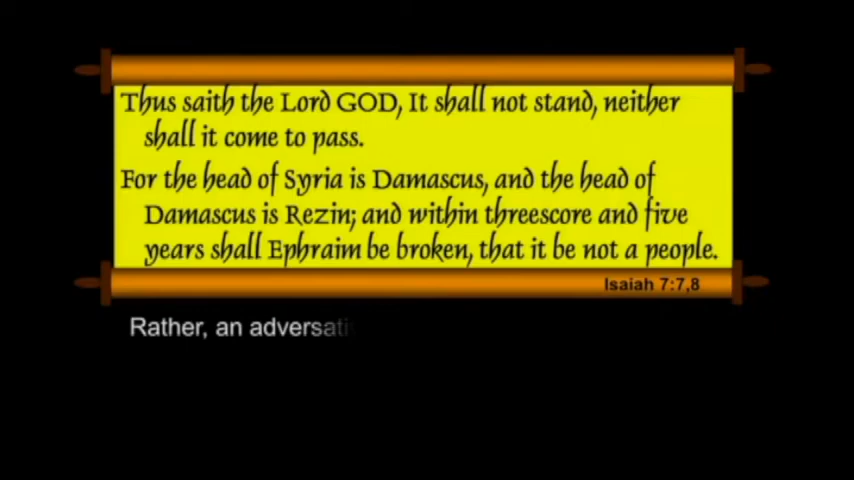 Thus saith the Lord GOD, It shall not stand, neither
shall it come to pass.
For the head of Syria is Damascus, and the head of
Damascus is Rezin; and within threescore and five
years shall Ephraim be broken, that it be not a people.
Isaiah 7:7,8
Rather, an adversati